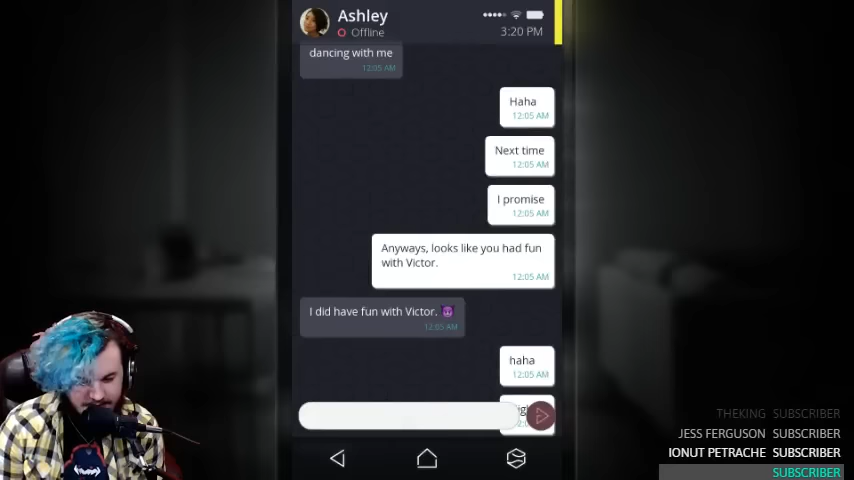 Ashley
Offline
3:20 PM
dancing with me
12:05 AM
Haha
12:05 AM
Next time
12:05 AM
I promise
12:05 AM
Anyways, looks like you had fun
with Victor.
12:05 AM
I did have fun with Victor. 😈
12:05 AM
haha
12:05 AM
THEKING SUBSCRIBER
JESS FERGUSON SUBSCRIBER
IONUT PETRACHE SUBSCRIBER
SUBSCRIBER